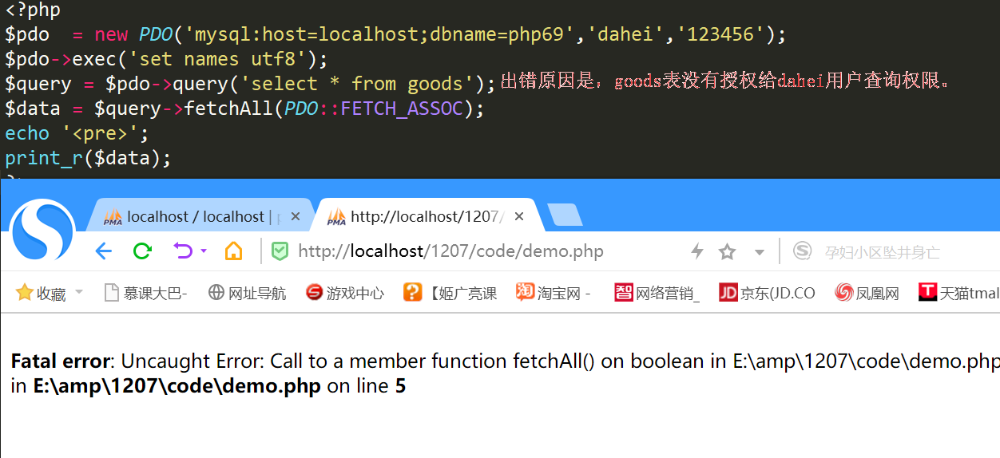 <?php
$pdo  = new PDO('mysql:host=localhost;dbname=php69','dahei','123456');
$pdo->exec('set names utf8');
$query = $pdo->query('select * from goods'); 出错原因是，goods表没有授权给dahei用户查询权限。
$data = $query->fetchAll(PDO::FETCH_ASSOC);
echo '<pre>';
print_r($data);
PMA localhost / localhost | PMA http://localhost/1207/
http://localhost/1207/code/demo.php 孕妇小区坠井身亡
收藏 慕课大巴- 网址导航 游戏中心 【姬广亮课 淘宝网 - 网络营销_ 京东(JD.CO 凤凰网 天猫tmal
Fatal error: Uncaught Error: Call to a member function fetchAll() on boolean in E:\amp\1207\code\demo.php
in E:\amp\1207\code\demo.php on line 5